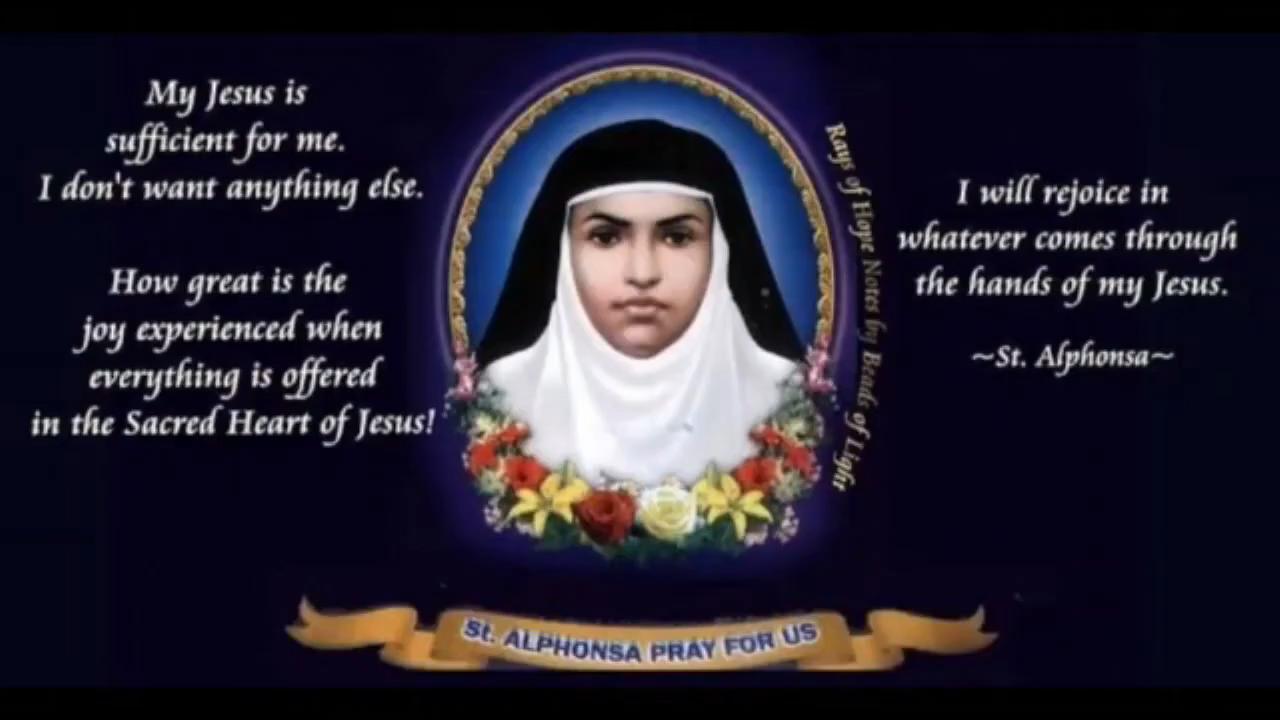 My Jesus is
sufficient for me.
I don't want anything else.
How great is the
joy experienced when
everything is offered
in the Sacred Heart of Jesus!
Rays of Hope Notes by Beads of Light
I will rejoice in
whatever comes through
the hands of my Jesus.
~St. Alphonsa~
St. ALPHONSA PRAY FOR US